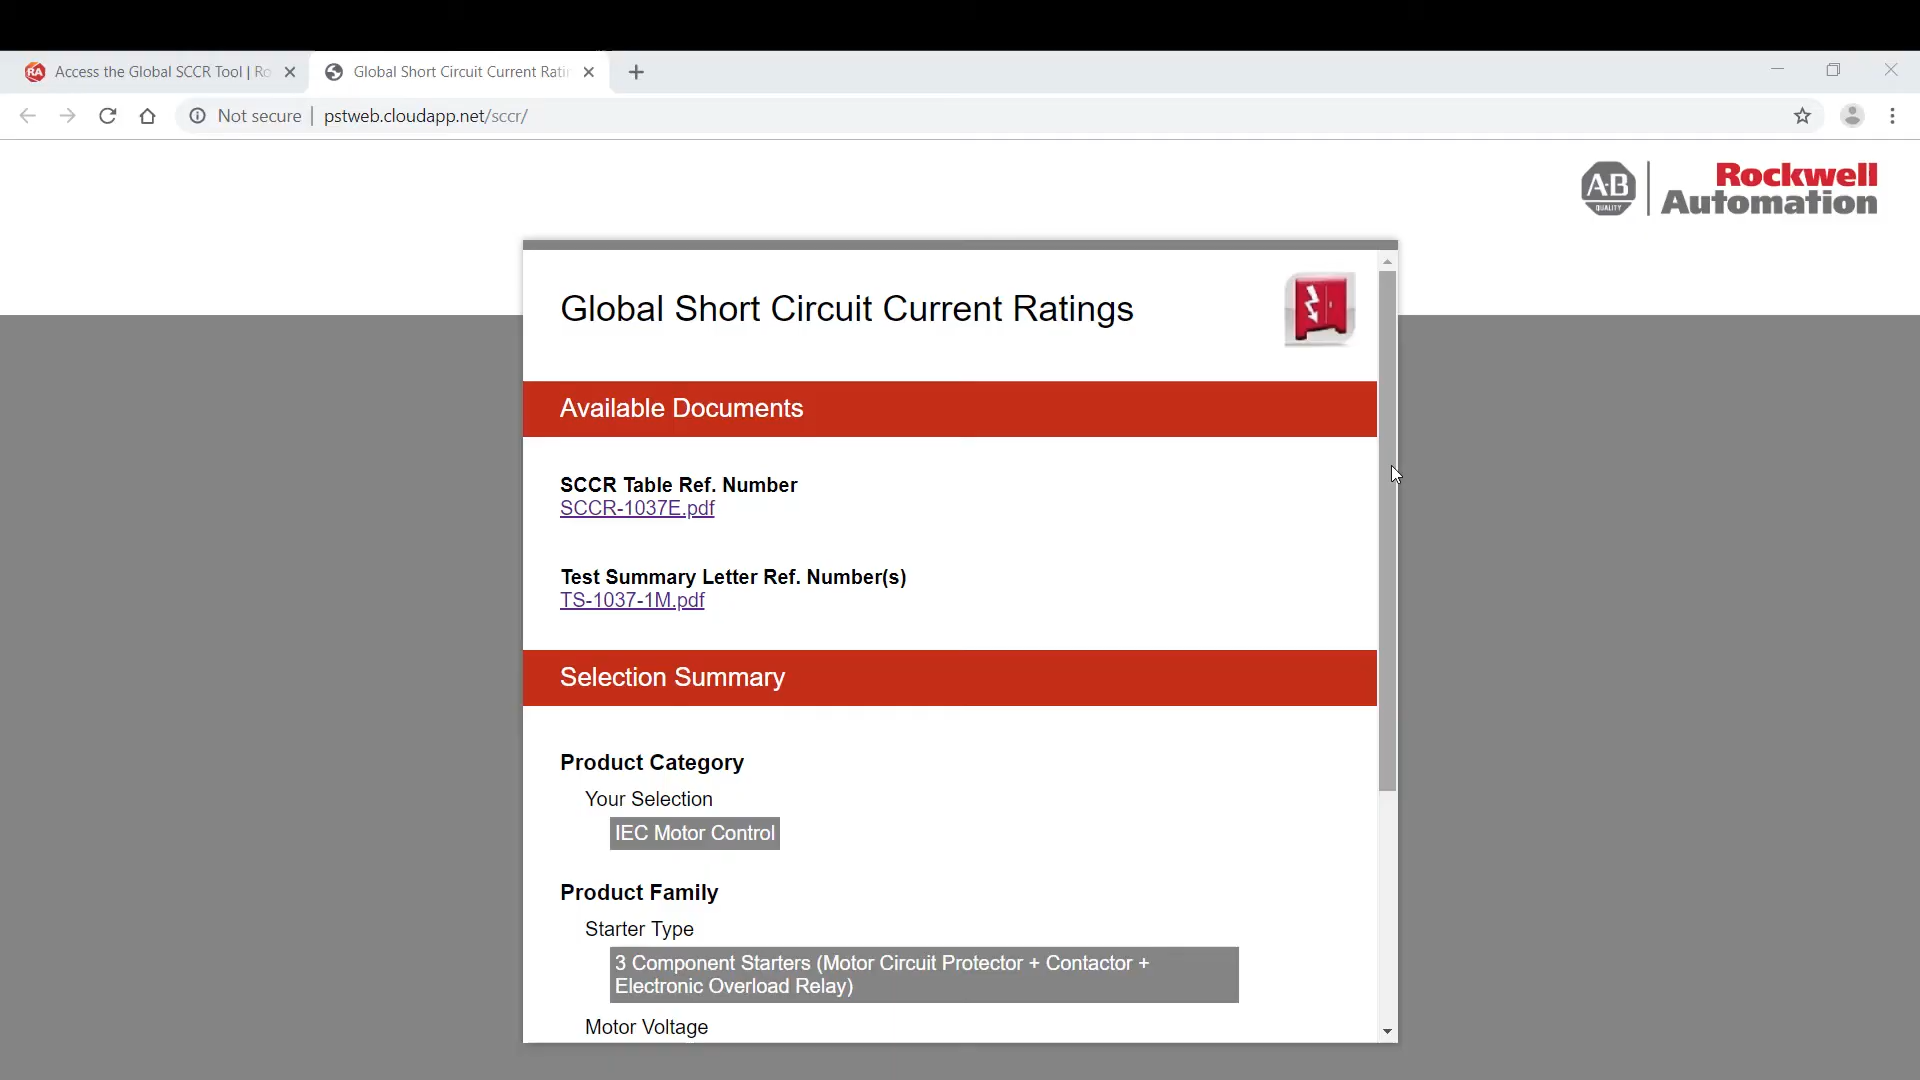 Access the Global SCCR Tool | Ro
Global Short Circuit Current Ratin
Not secure | pstweb.cloudapp.net/sccr/
A-B
QUALITY
Rockwell
Automation
Global Short Circuit Current Ratings
Available Documents
SCCR Table Ref. Number
SCCR-1037E.pdf
Test Summary Letter Ref. Number(s)
TS-1037-1M.pdf
Selection Summary
Product Category
Your Selection
IEC Motor Control
Product Family
Starter Type
3 Component Starters (Motor Circuit Protector + Contactor +
Electronic Overload Relay)
Motor Voltage